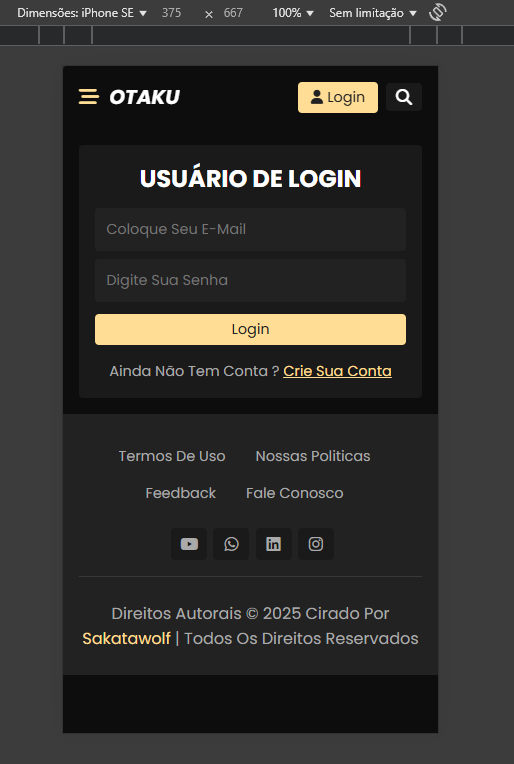 Dimensões: iPhone SE 375 × 667 100% Sem limitação
OTAKU Login
USUÁRIO DE LOGIN
Coloque Seu E-Mail
Digite Sua Senha
Login
Ainda Não Tem Conta ? Crie Sua Conta
Termos De Uso Nossas Politicas
Feedback Fale Conosco
Direitos Autorais © 2025 Cirado Por
Sakatawolf | Todos Os Direitos Reservados